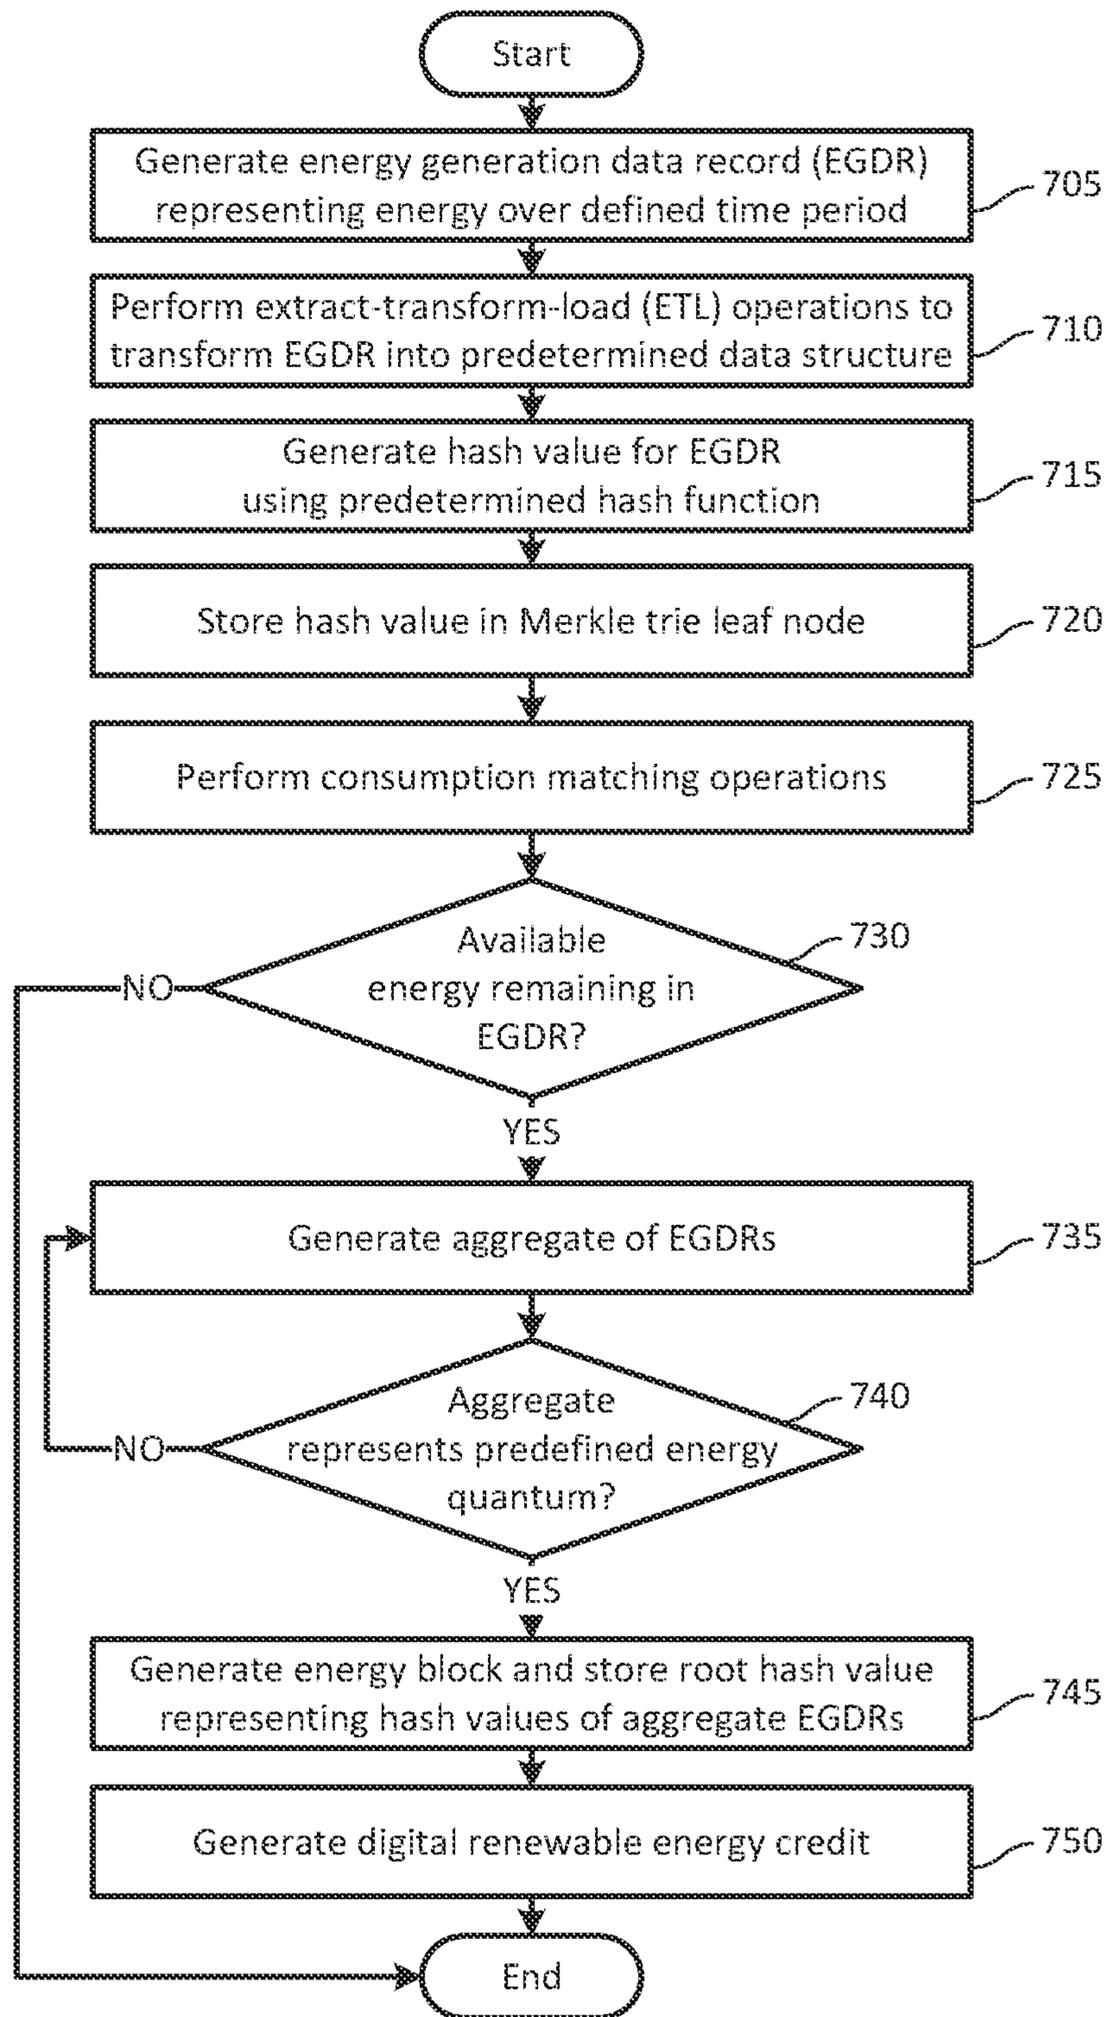 Start
Generate energy generation data record (EGDR)
representing energy over defined time period
705
Perform extract-transform-load (ETL) operations to
transform EGDR into predetermined data structure
710
Generate hash value for EGDR
using predetermined hash function
715
Store hash value in Merkle trie leaf node
720
Perform consumption matching operations
725
Available
energy remaining in
EGDR?
730
NO
YES
Generate aggregate of EGDRs
735
Aggregate
represents predefined energy
quantum?
740
NO
YES
Generate energy block and store root hash value
representing hash values of aggregate EGDRs
745
Generate digital renewable energy credit
750
End